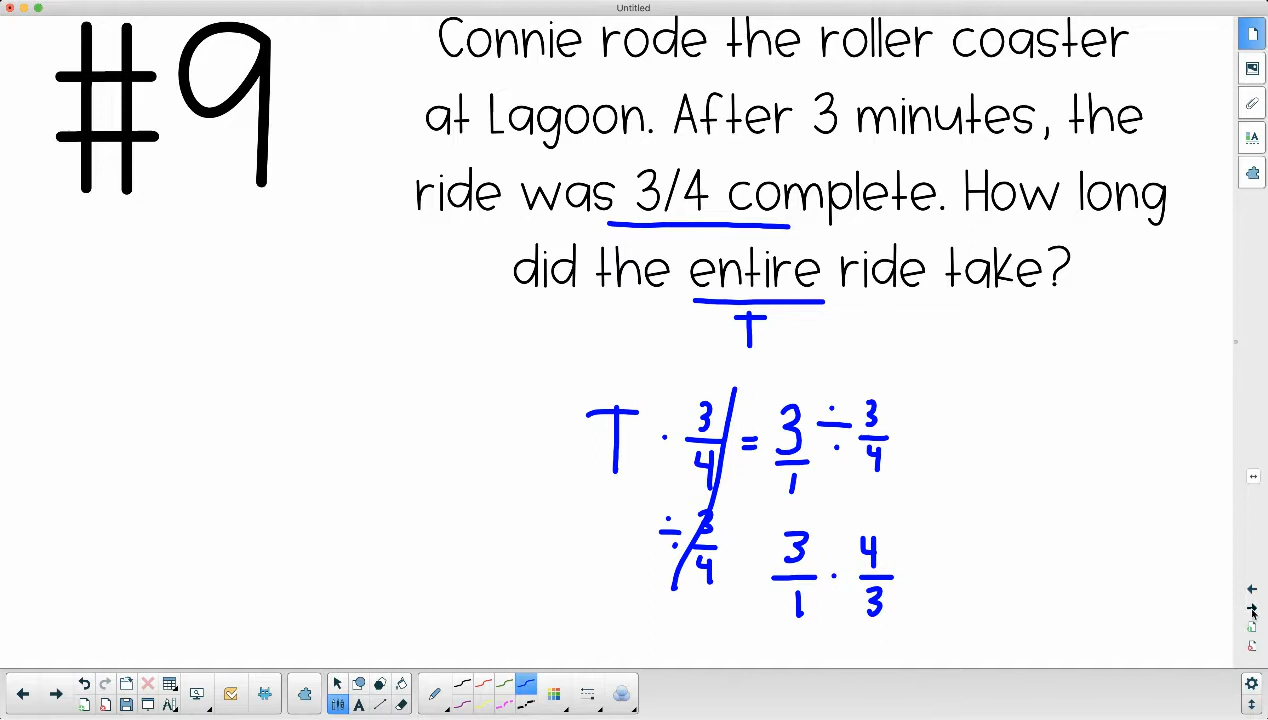 Untitled
#9
Connie rode the roller coaster
at Lagoon. After 3 minutes, the
ride was 3/4 complete. How long
did the entire ride take?
T
T · 3/4 = 3/1 ÷ 3/4
÷ 3/4
3/1 · 4/3